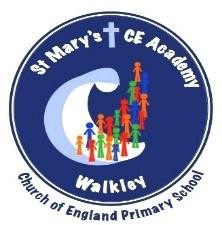 St Mary's CE Academy
Walkley
Church of England Primary School